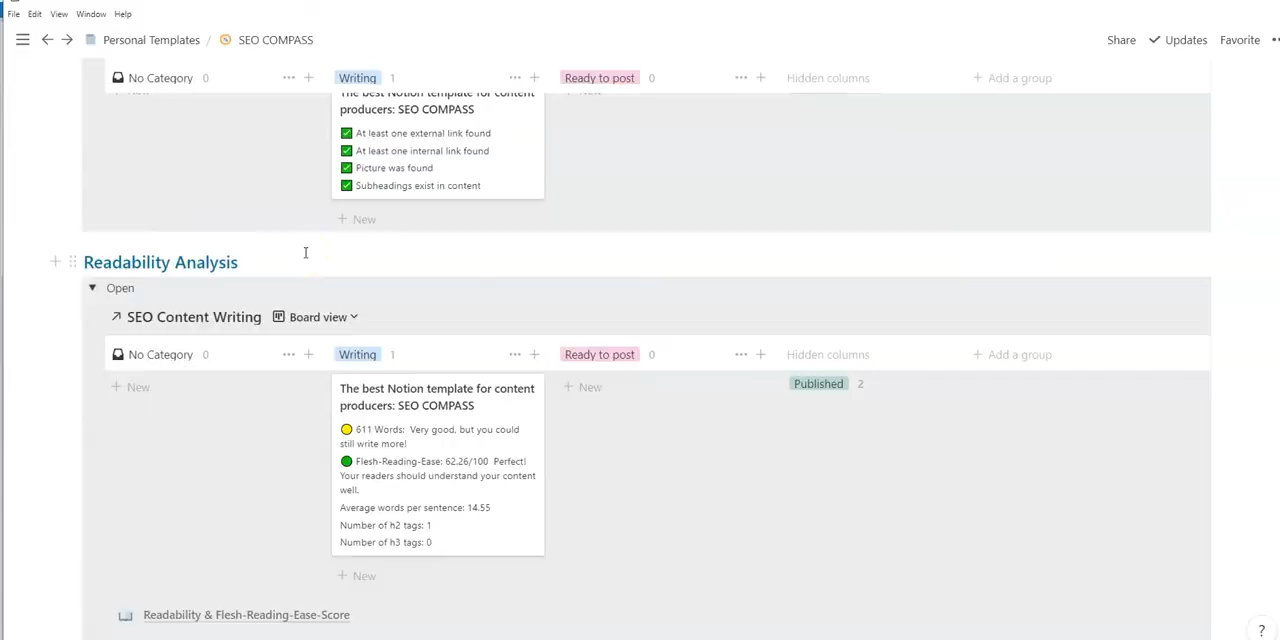 File Edit View Window Help
Personal Templates / SEO COMPASS Share Updates Favorite
No Category 0 Writing 1 Ready to post 0 Hidden columns Add a group
The best Notion template for content
producers: SEO COMPASS
At least one external link found
At least one internal link found
Picture was found
Subheadings exist in content
New
Readability Analysis
Open
SEO Content Writing Board view
No Category 0 Writing 1 Ready to post 0 Hidden columns Add a group
New
The best Notion template for content
producers: SEO COMPASS
611 Words: Very good, but you could
still write more!
Flesh-Reading-Ease: 62.26/100 Perfect!
Your readers should understand your content
well.
Average words per sentence: 14.55
Number of h2 tags: 1
Number of h3 tags: 0
New
New
Published 2
Readability & Flesh-Reading-Ease-Score
?